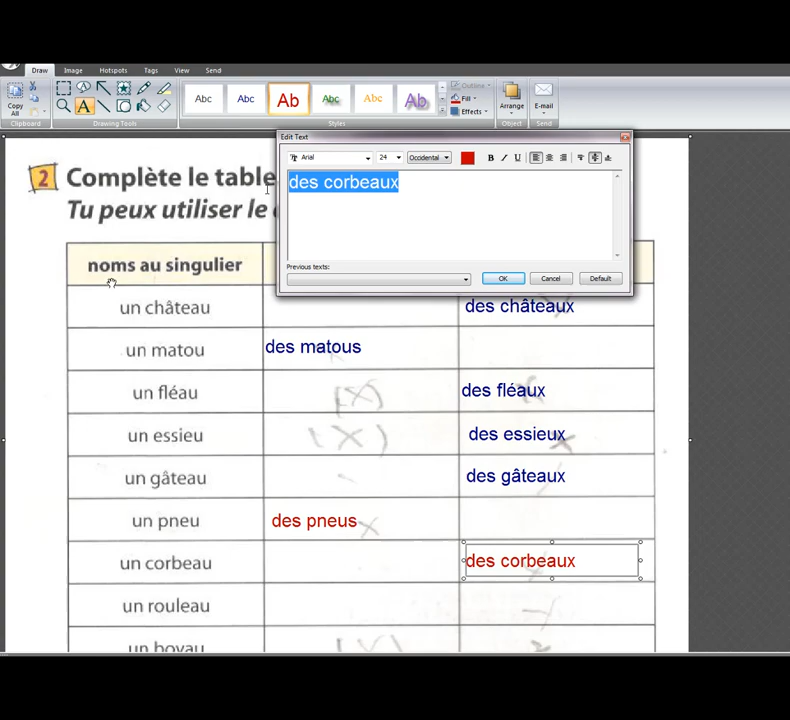 Draw Image Hotspots Tags View Send
Copy All
Clipboard
Drawing Tools
Abc Abc Ab Abc Abc Ab
Styles
Outline
Fill
Effects
Arrange
Object
E-mail
Send
Edit Text
Arial 24 Occidental B I U
des corbeaux
Previous texts:
OK Cancel Default
2 Complète le table
Tu peux utiliser le
noms au singulier
un château des châteaux
un matou des matous
un fléau (X) des fléaux
un essieu (X) des essieux x
un gâteau des gâteaux
un pneu des pneus x
un corbeau des corbeaux
un rouleau
un boyau